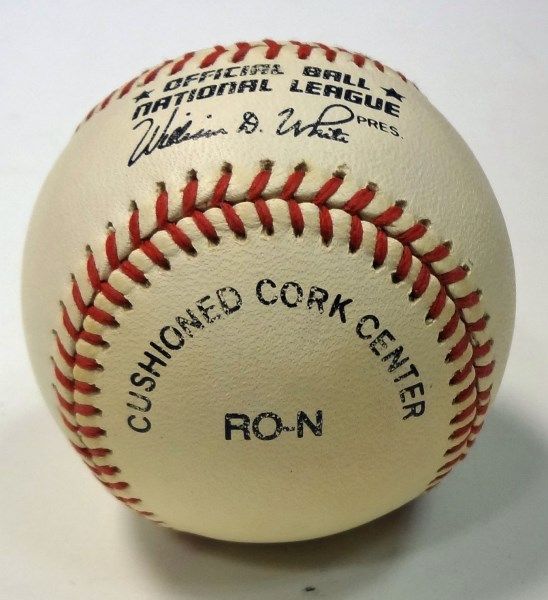 ★ OFFICIAL BALL ★
NATIONAL LEAGUE
William D. White PRES.
CUSHIONED CORK CENTER
RO-N